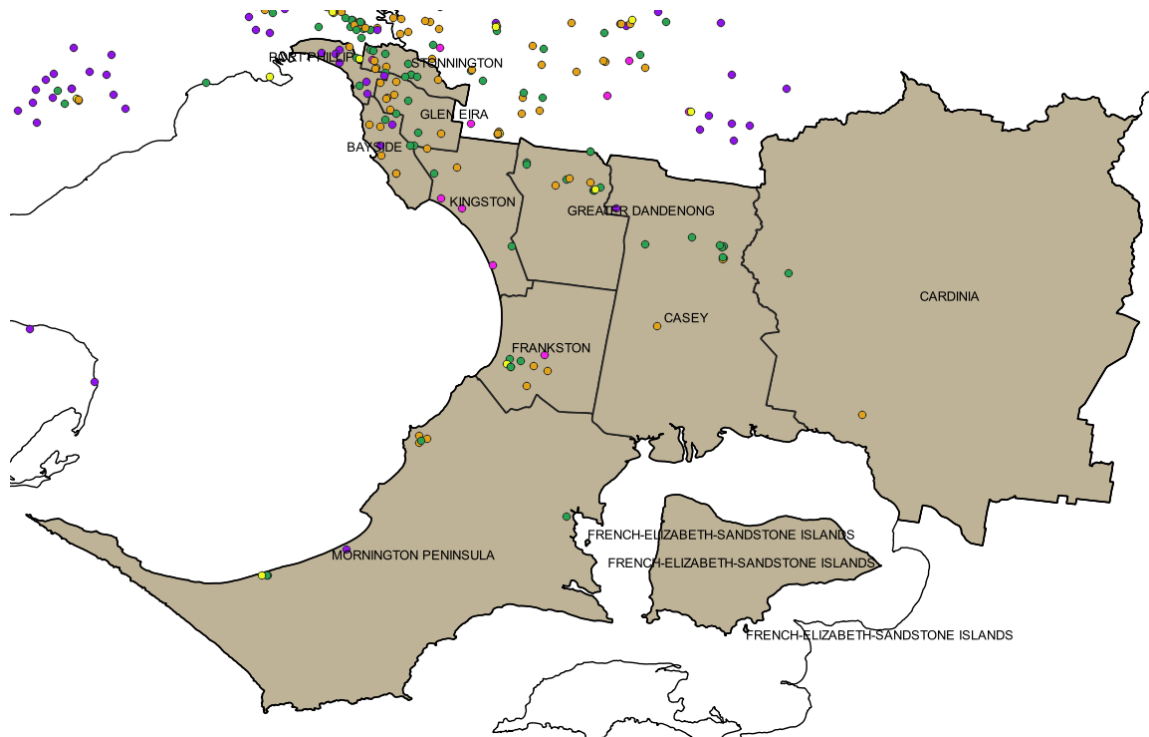 PORT PHILLIP
STONNINGTON
GLEN EIRA
BAYSIDE
KINGSTON
GREATER DANDENONG
CARDINIA
CASEY
FRANKSTON
FRENCH-ELIZABETH-SANDSTONE ISLANDS
MORNINGTON PENINSULA
FRENCH-ELIZABETH-SANDSTONE ISLANDS
FRENCH-ELIZABETH-SANDSTONE ISLANDS